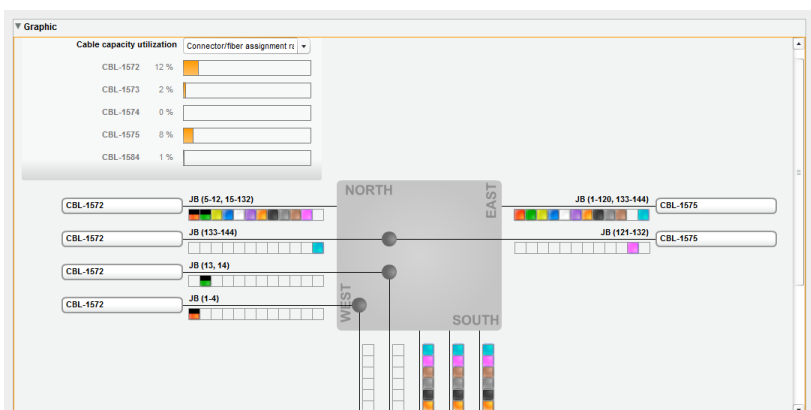 Graphic
Cable capacity utilization
Connector/fiber assignment ra
CBL-1572 12 %
CBL-1573 2 %
CBL-1574 0 %
CBL-1575 8 %
CBL-1584 1 %
NORTH
EAST
CBL-1572 JB (5-12, 15-132)
JB (1-120, 133-144) CBL-1575
CBL-1572 JB (133-144)
JB (121-132) CBL-1575
CBL-1572 JB (13, 14)
CBL-1572 JB (1-4)
WEST
SOUTH